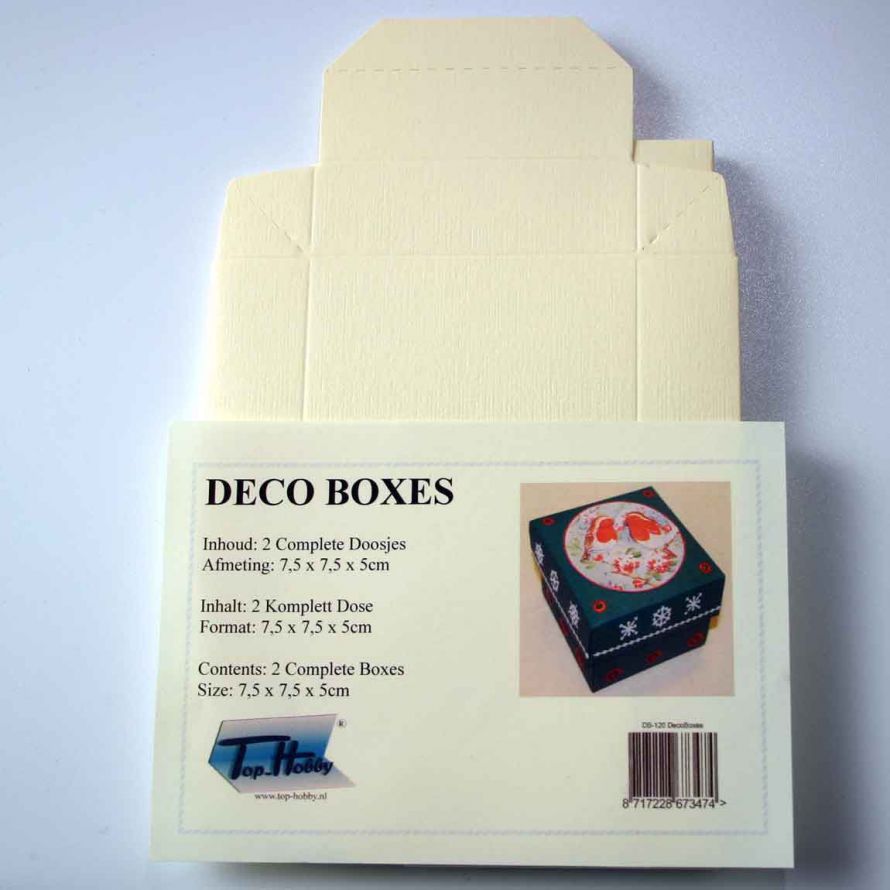 DECO BOXES
Inhoud: 2 Complete Doosjes
Afmeting: 7,5 x 7,5 x 5cm
Inhalt: 2 Komplett Dose
Format: 7,5 x 7,5 x 5cm
Contents: 2 Complete Boxes
Size: 7,5 x 7,5 x 5cm
Top-Hobby ®
www.top-hobby.nl
DB-120 DecoBoxes
8 717228 673474 >